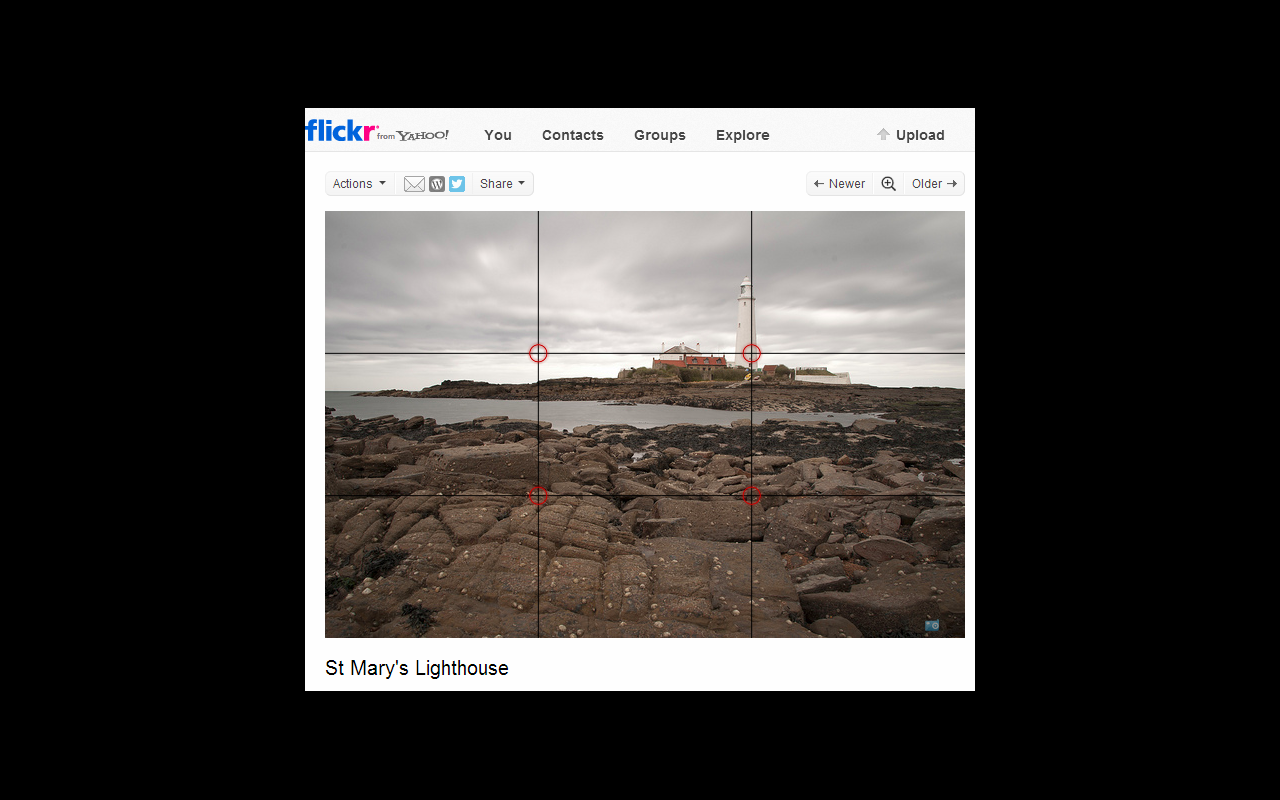 flickr from YAHOO! You Contacts Groups Explore Upload
Actions Share Newer Older
St Mary's Lighthouse